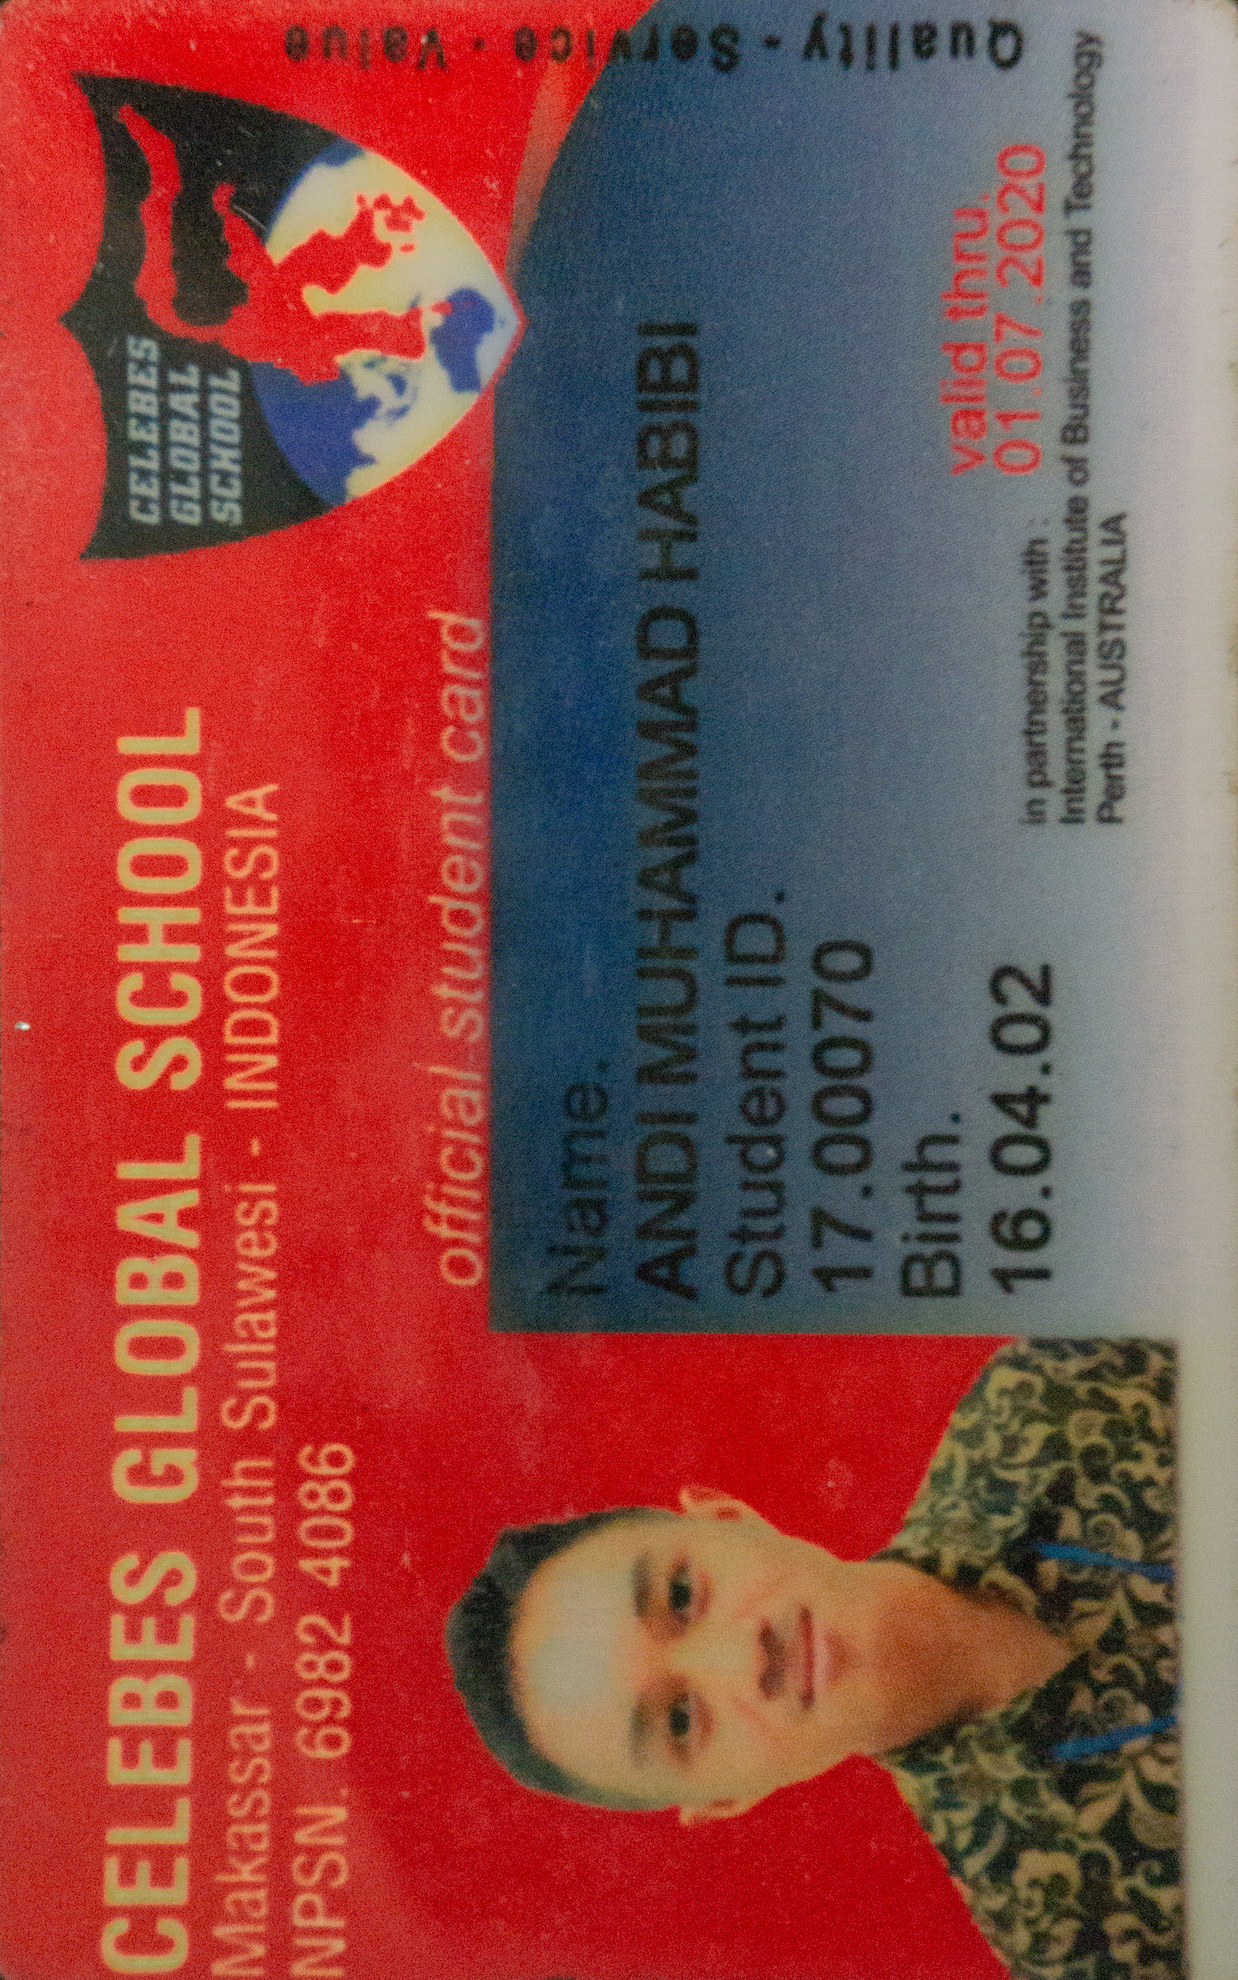 CELEBES GLOBAL SCHOOL
Makassar - South Sulawesi - INDONESIA
NPSN. 6982 4086
CELEBES
GLOBAL
SCHOOL
official student card
Name.
ANDI MUHAMMAD HABIBI
Student ID.
17.00070
Birth.
16.04.02
valid thru.
01.07.2020
in partnership with :
International Institute of Business and Technology
Perth - AUSTRALIA
Quality - Service - Value